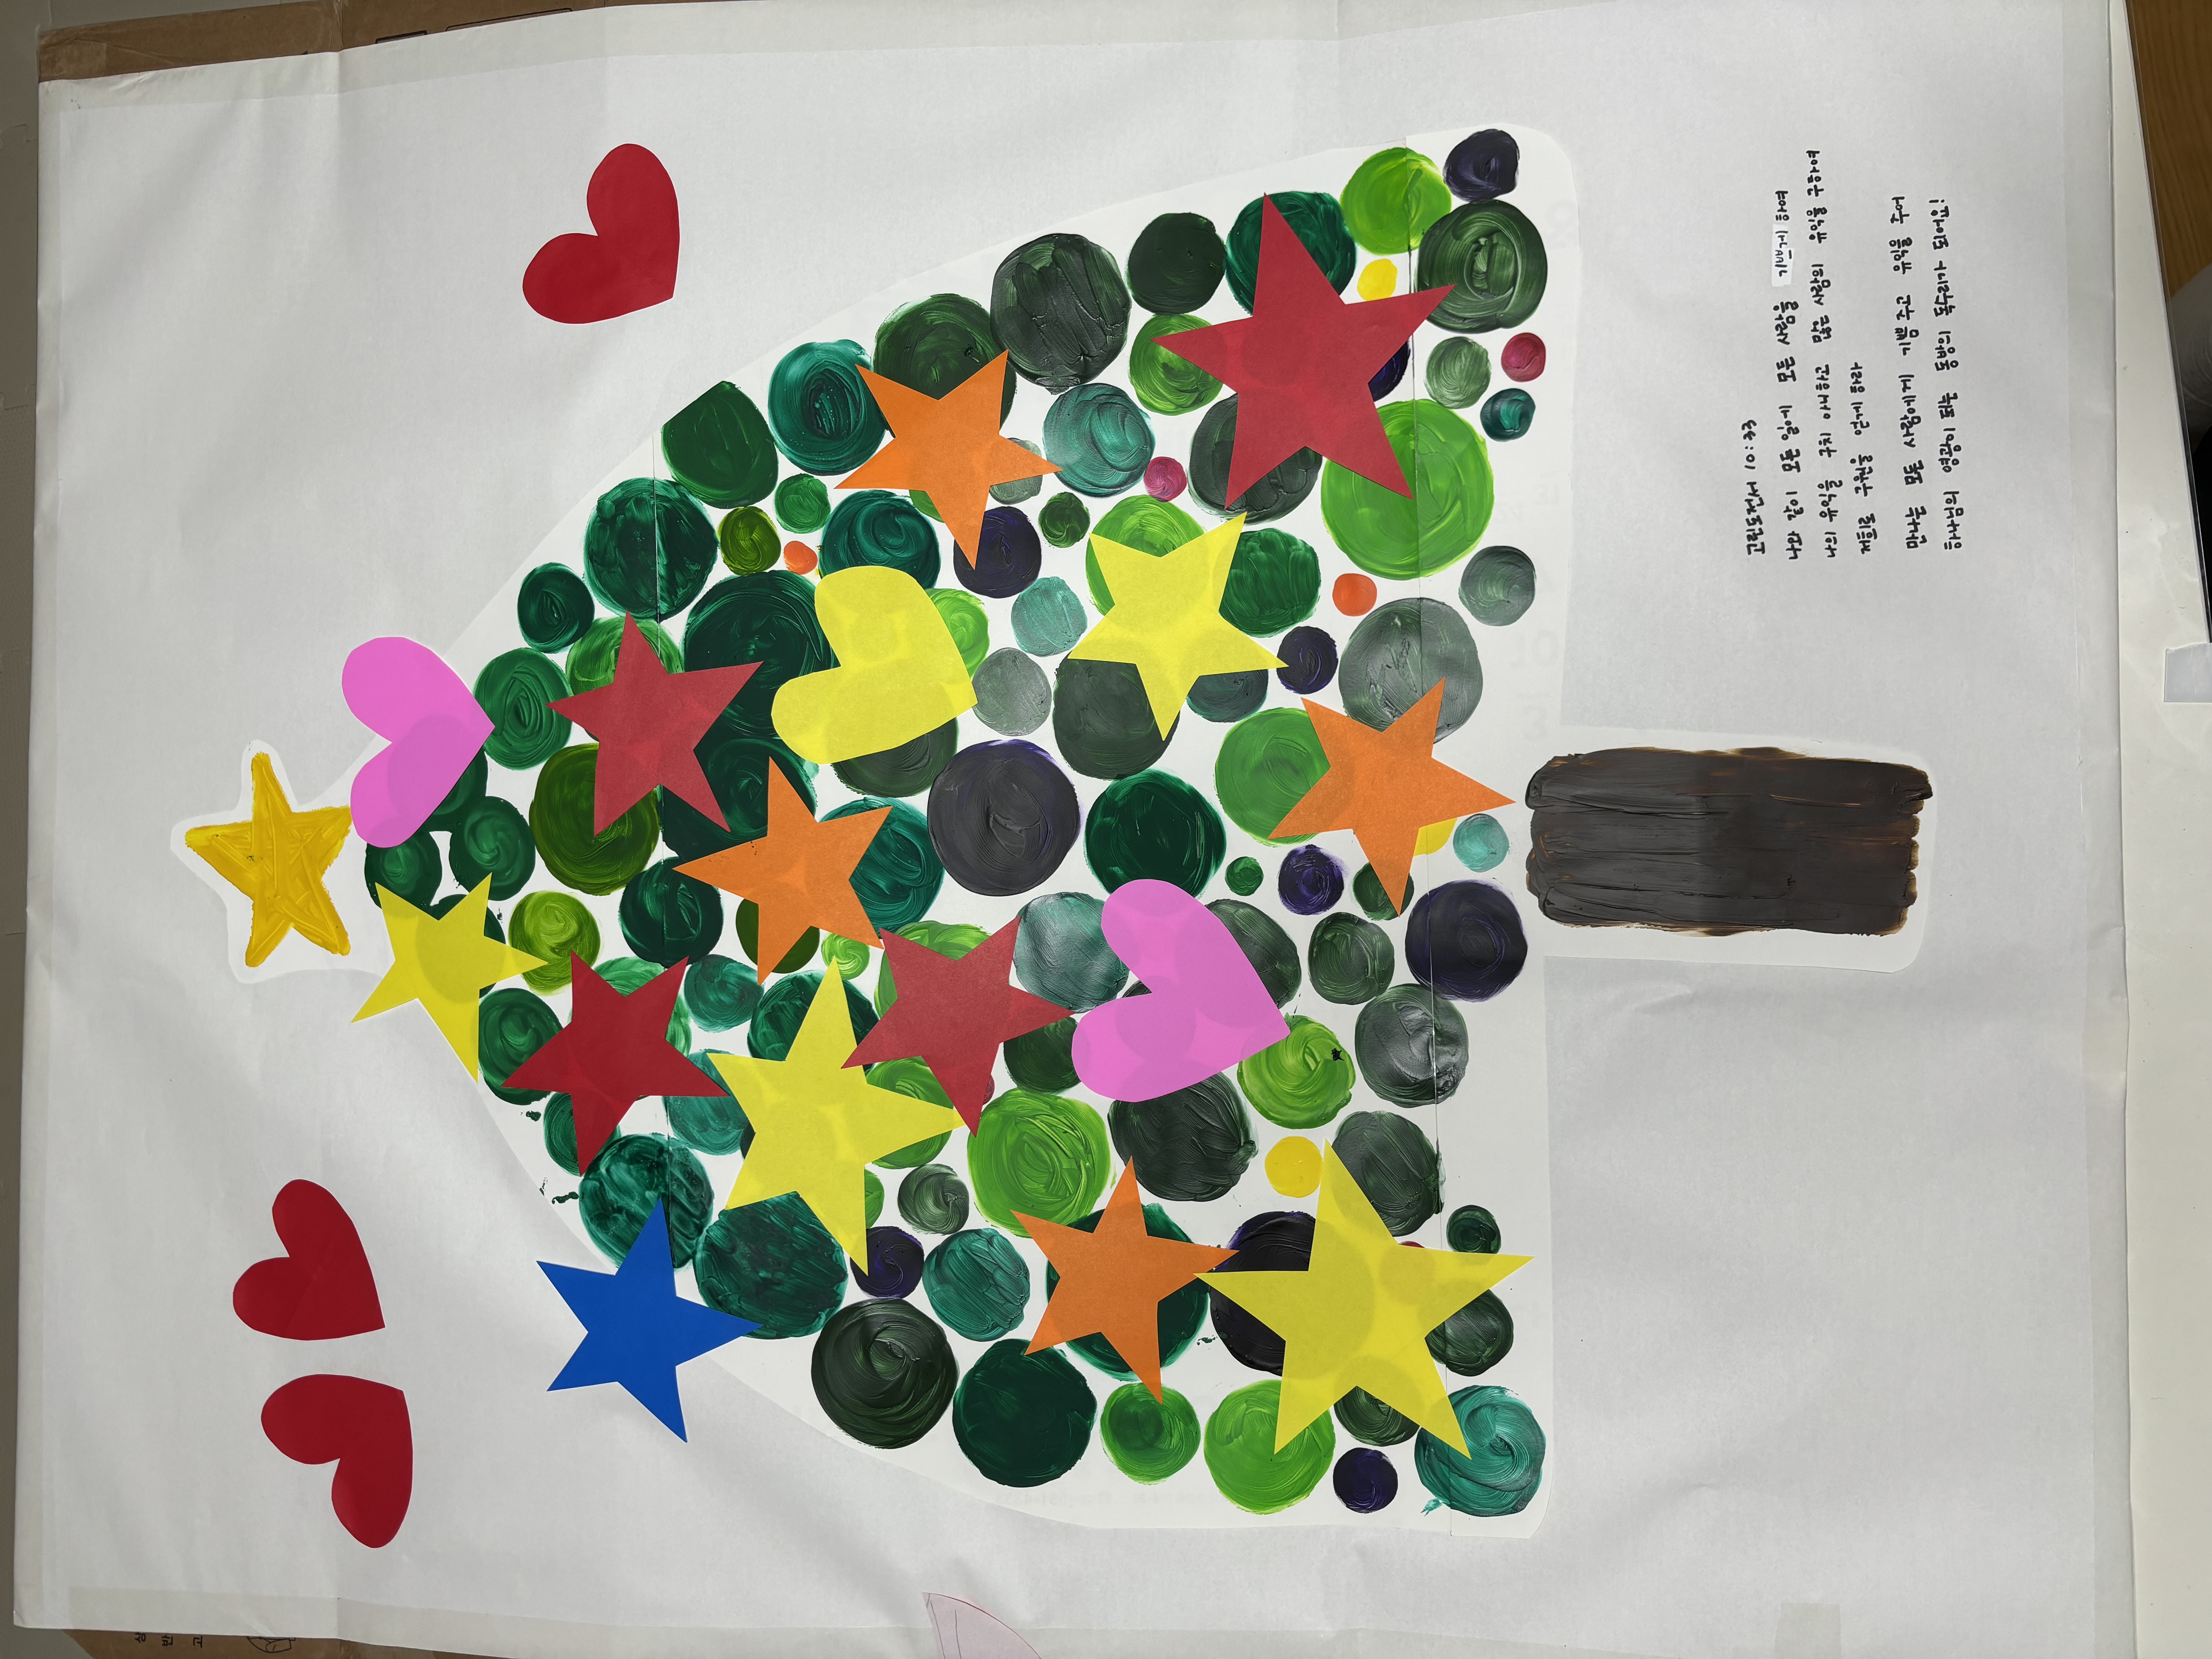 상
반
고
고린도전서 10:33
나와 같이 모든 일에 모든 사람을 기쁘게 하여
나의 유익을 구치 아니하고 많은 사람의 유익을 구하여
저희로 구원을 얻게 하라
만나는 모든 사람에게 기쁨 주고 유익을 주어
하나님의 영광이 되는 동방의 독수리가 되어요!